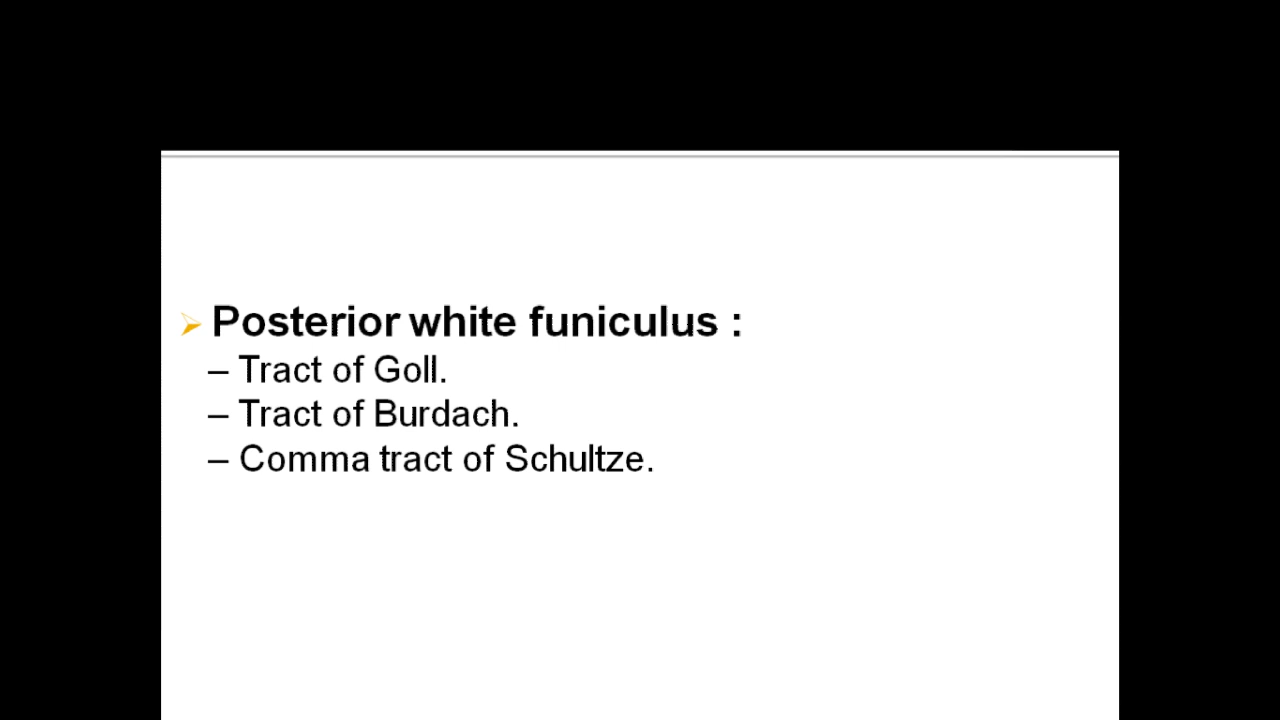 ➢ Posterior white funiculus :
– Tract of Goll.
– Tract of Burdach.
– Comma tract of Schultze.